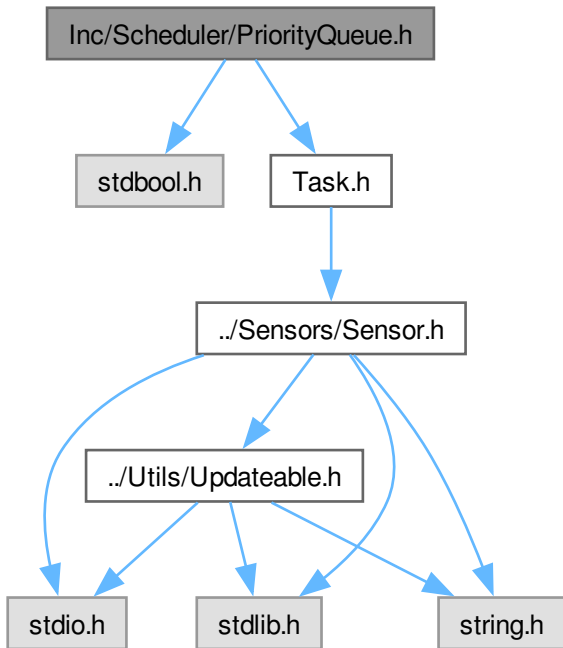 Inc/Scheduler/PriorityQueue.h
stdbool.h
Task.h
../Sensors/Sensor.h
../Utils/Updateable.h
stdio.h
stdlib.h
string.h